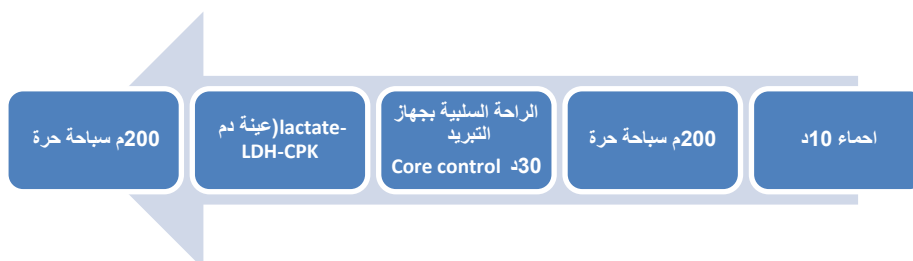 احماء 10د
200م سباحة حرة
الراحة السلبية بجهاز
التبريد
30د Core control
lactate-)عينة دم
LDH-CPK
200م سباحة حرة